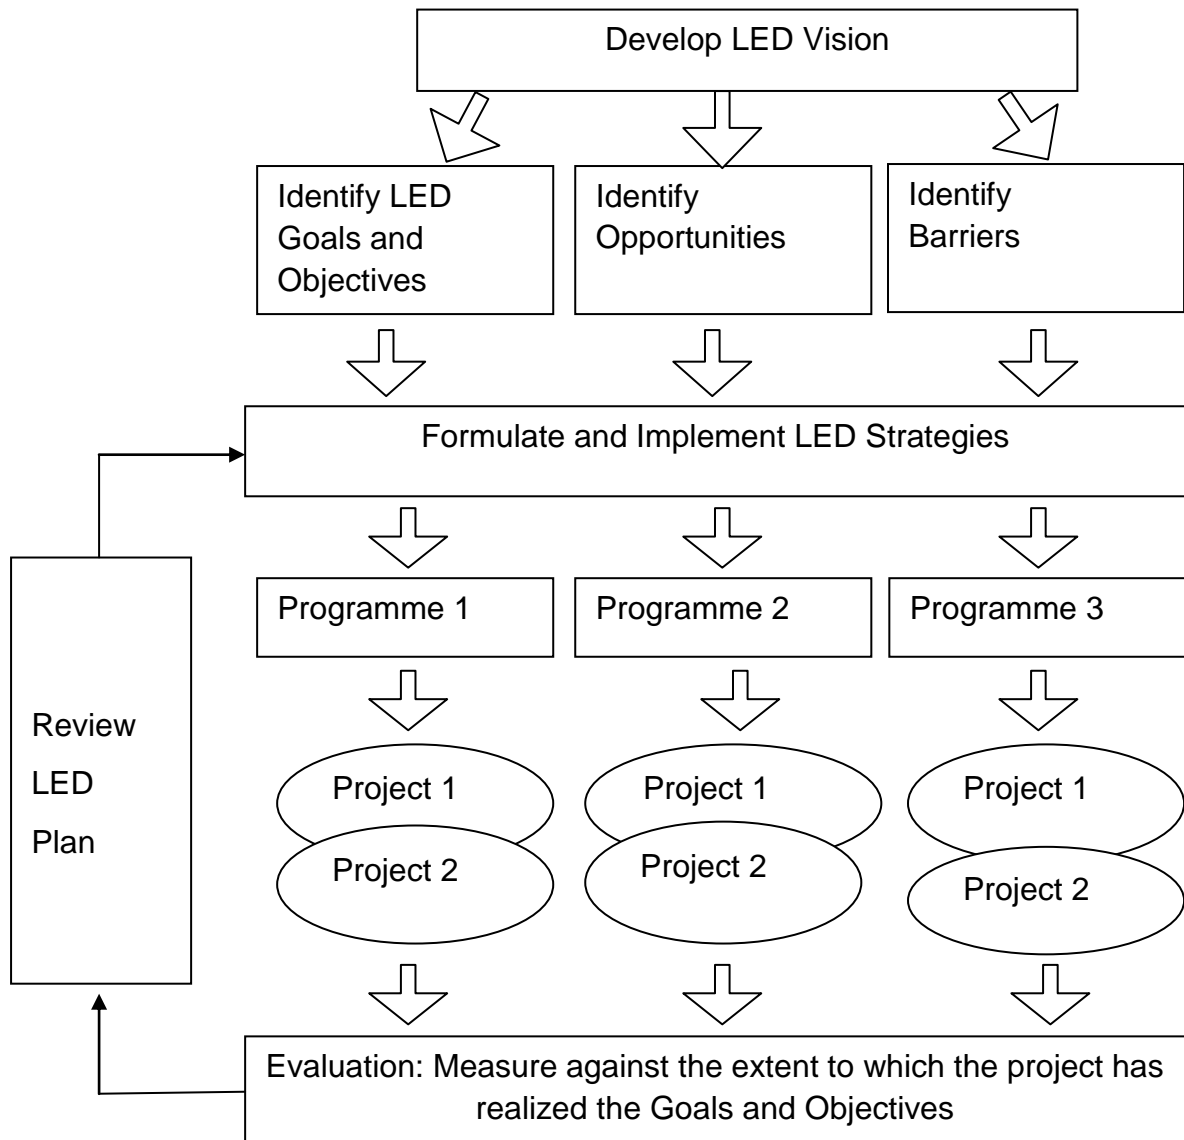 Develop LED Vision
Identify LED
Goals and
Objectives
Identify
Opportunities
Identify
Barriers
Formulate and Implement LED Strategies
Programme 1
Programme 2
Programme 3
Review
LED
Plan
Project 1
Project 2
Project 1
Project 2
Project 1
Project 2
Evaluation: Measure against the extent to which the project has
realized the Goals and Objectives